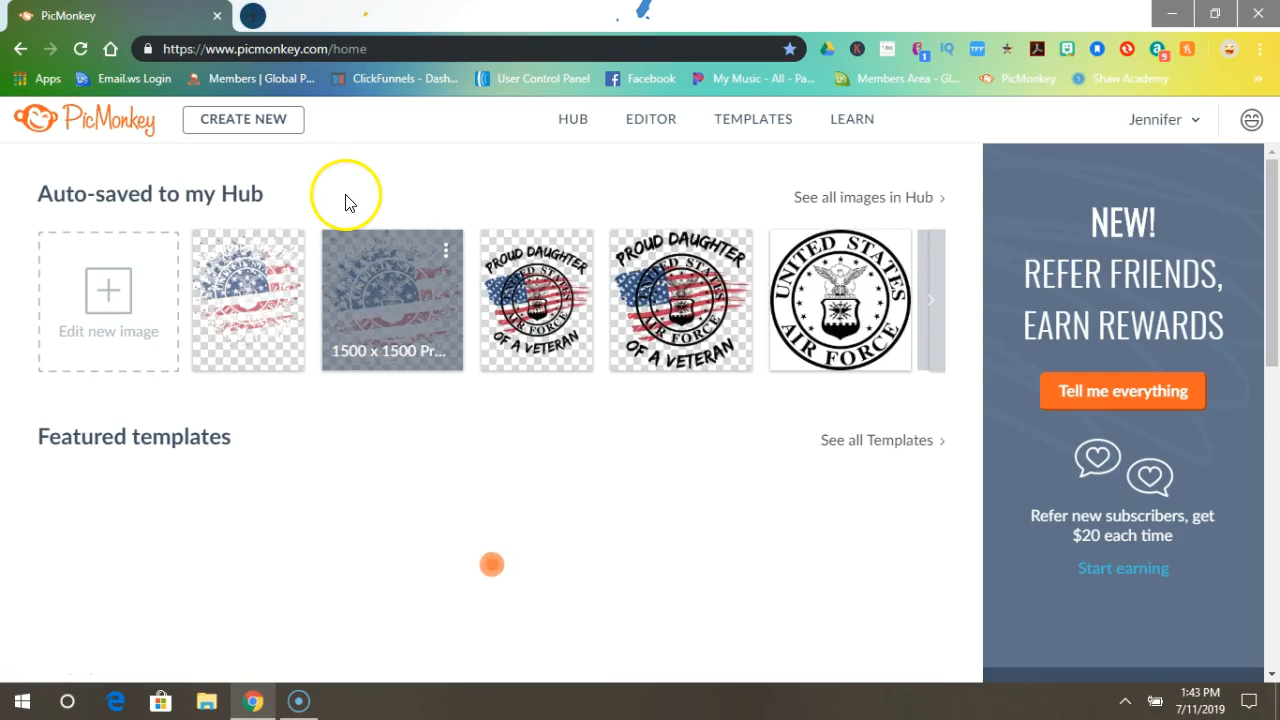 PicMonkey
https://www.picmonkey.com/home
Apps
Email.ws Login
Members | Global P...
ClickFunnels - Dash...
User Control Panel
Facebook
My Music - All - Pa...
Members Area - Gl...
PicMonkey
Shaw Academy
PicMonkey
CREATE NEW
HUB
EDITOR
TEMPLATES
LEARN
Jennifer
Auto-saved to my Hub
See all images in Hub
Edit new image
1500 x 1500 Pr...
PROUD DAUGHTER
UNITED STATES
AIR FORCE
OF A VETERAN
PROUD DAUGHTER
UNITED STATES
AIR FORCE
OF A VETERAN
UNITED STATES
AIR FORCE
Featured templates
See all Templates
NEW!
REFER FRIENDS,
EARN REWARDS
Tell me everything
Refer new subscribers, get
$20 each time
Start earning
1:43 PM
7/11/2019